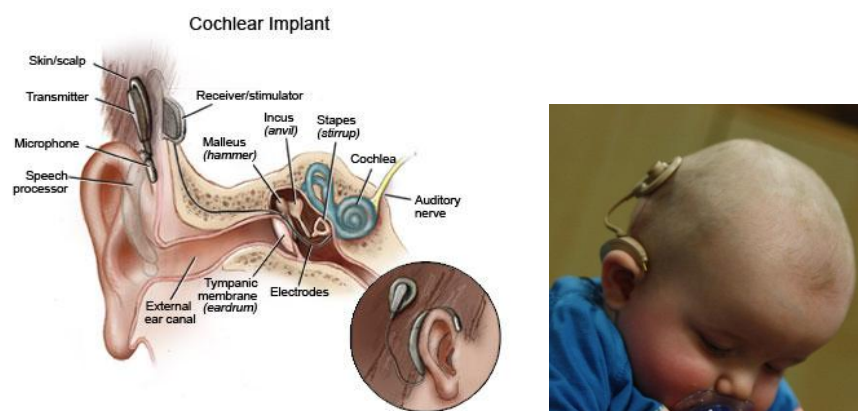 Cochlear Implant
Skin/scalp
Transmitter
Microphone
Speech
processor
Receiver/stimulator
Malleus
(hammer)
Incus
(anvil)
Stapes
(stirrup)
Cochlea
Auditory
nerve
External
ear canal
Tympanic
membrane
(eardrum)
Electrodes